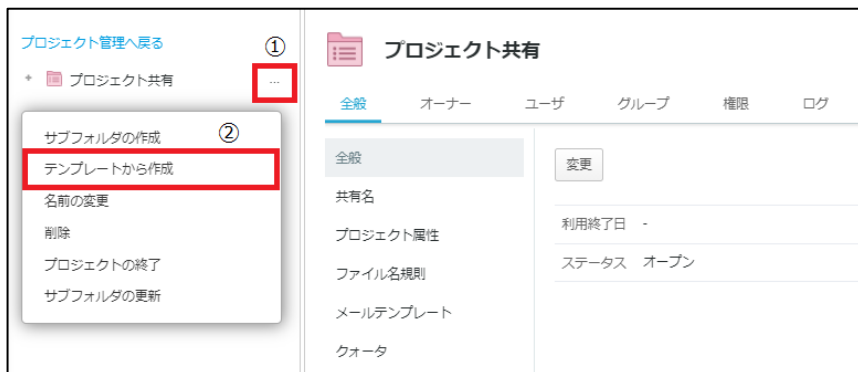 プロジェクト管理へ戻る
①
プロジェクト共有
...
サブフォルダの作成
②
テンプレートから作成
名前の変更
削除
プロジェクトの終了
サブフォルダの更新
プロジェクト共有
全般 オーナー ユーザ グループ 権限 ログ
全般
共有名
プロジェクト属性
ファイル名規則
メールテンプレート
クォータ
変更
利用終了日 -
ステータス オープン